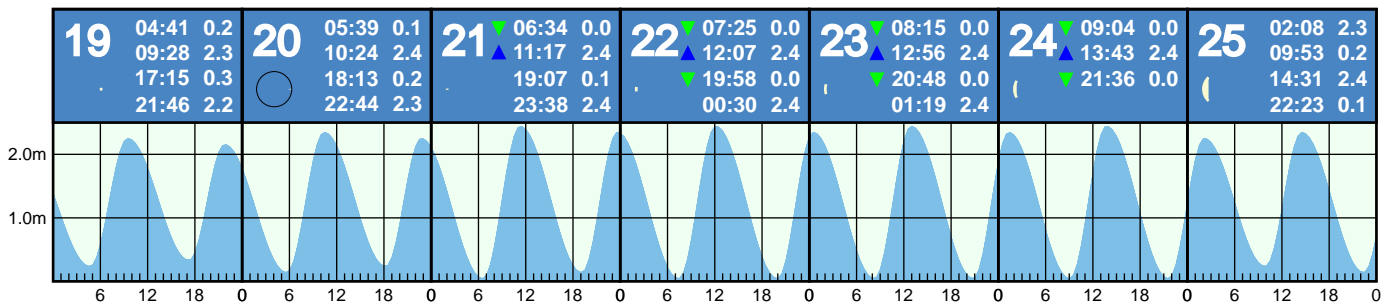 19 04:41 0.2
09:28 2.3
17:15 0.3
21:46 2.2
20 05:39 0.1
10:24 2.4
18:13 0.2
22:44 2.3
21 ▼ 06:34 0.0
▲ 11:17 2.4
19:07 0.1
23:38 2.4
22 ▼ 07:25 0.0
▲ 12:07 2.4
▼ 19:58 0.0
00:30 2.4
23 ▼ 08:15 0.0
▲ 12:56 2.4
▼ 20:48 0.0
01:19 2.4
24 ▼ 09:04 0.0
▲ 13:43 2.4
▼ 21:36 0.0
25 02:08 2.3
09:53 0.2
14:31 2.4
22:23 0.1
2.0m
1.0m
6 12 18 0 6 12 18 0 6 12 18 0 6 12 18 0 6 12 18 0 6 12 18 0 6 12 18 0